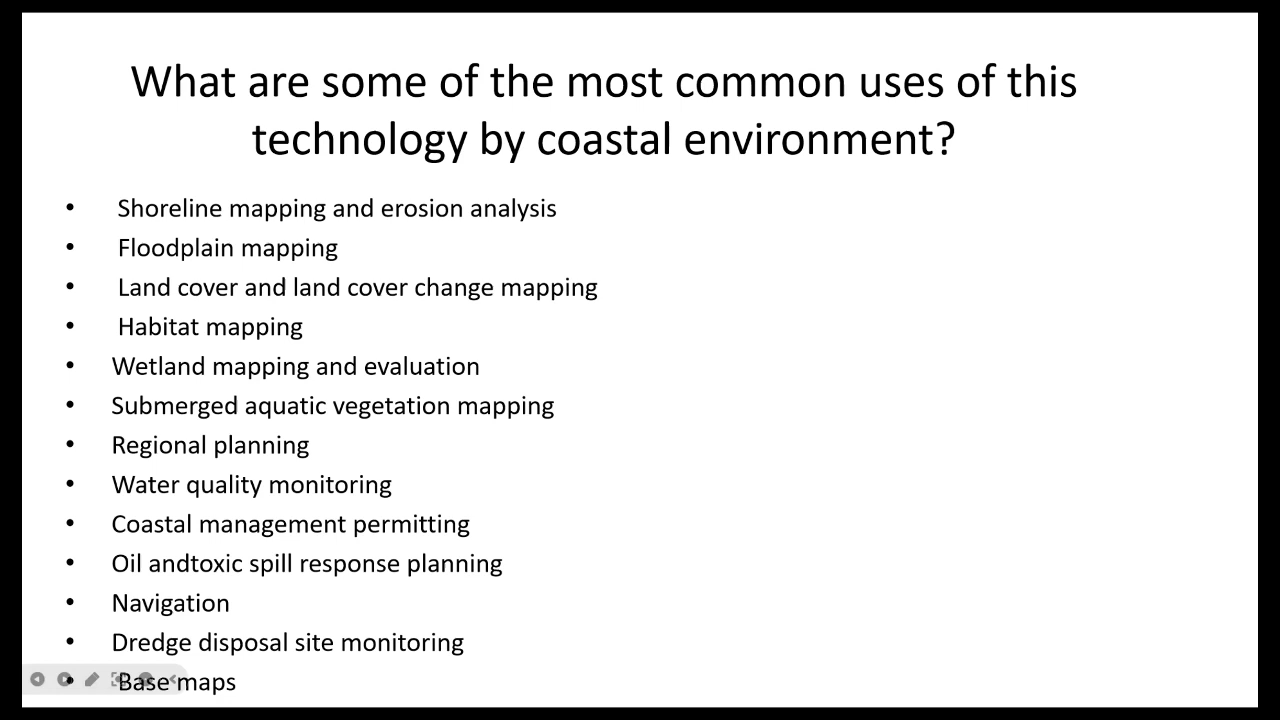 What are some of the most common uses of this
technology by coastal environment?
• Shoreline mapping and erosion analysis
• Floodplain mapping
• Land cover and land cover change mapping
• Habitat mapping
• Wetland mapping and evaluation
• Submerged aquatic vegetation mapping
• Regional planning
• Water quality monitoring
• Coastal management permitting
• Oil andtoxic spill response planning
• Navigation
• Dredge disposal site monitoring
• Base maps